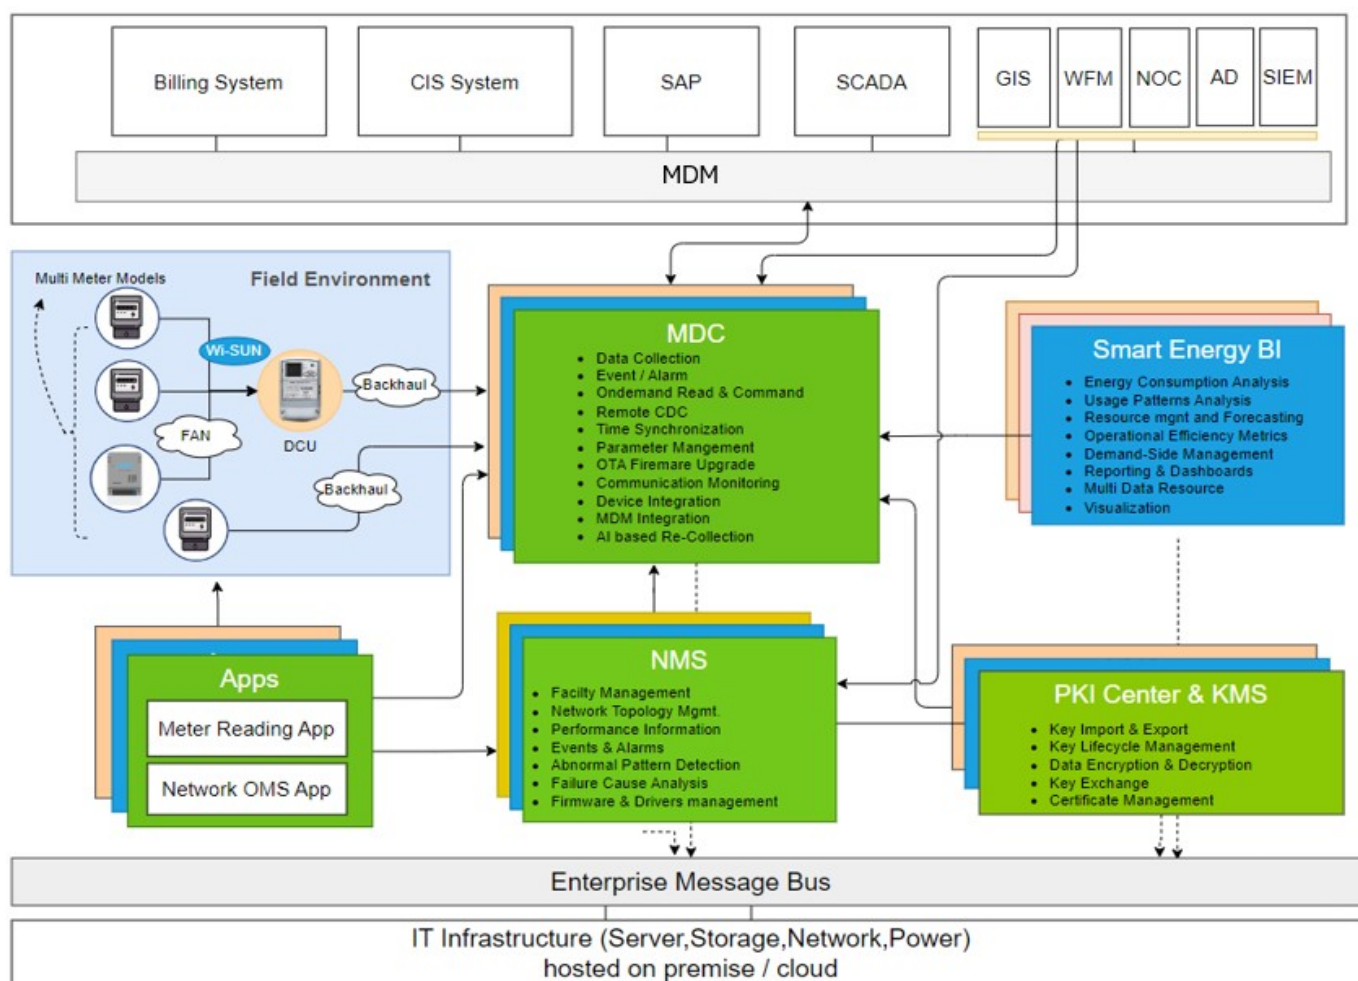 Billing System
CIS System
SAP
SCADA
GIS
WFM
NOC
AD
SIEM
MDM
Multi Meter Models
Field Environment
Wi-SUN
FAN
DCU
Backhaul
Backhaul
MDC
Data Collection
Event / Alarm
Ondemand Read & Command
Remote CDC
Time Synchronization
Parameter Mangement
OTA Firemare Upgrade
Communication Monitoring
Device Integration
MDM Integration
AI based Re-Collection
Smart Energy BI
Energy Consumption Analysis
Usage Patterns Analysis
Resource mgnt and Forecasting
Operational Efficiency Metrics
Demand-Side Management
Reporting & Dashboards
Multi Data Resource
Visualization
Apps
Meter Reading App
Network OMS App
NMS
Facilty Management
Network Topology Mgmt.
Performance Information
Events & Alarms
Abnormal Pattern Detection
Failure Cause Analysis
Firmware & Drivers management
PKI Center & KMS
Key Import & Export
Key Lifecycle Management
Data Encryption & Decryption
Key Exchange
Certificate Management
Enterprise Message Bus
IT Infrastructure (Server,Storage,Network,Power)
hosted on premise / cloud